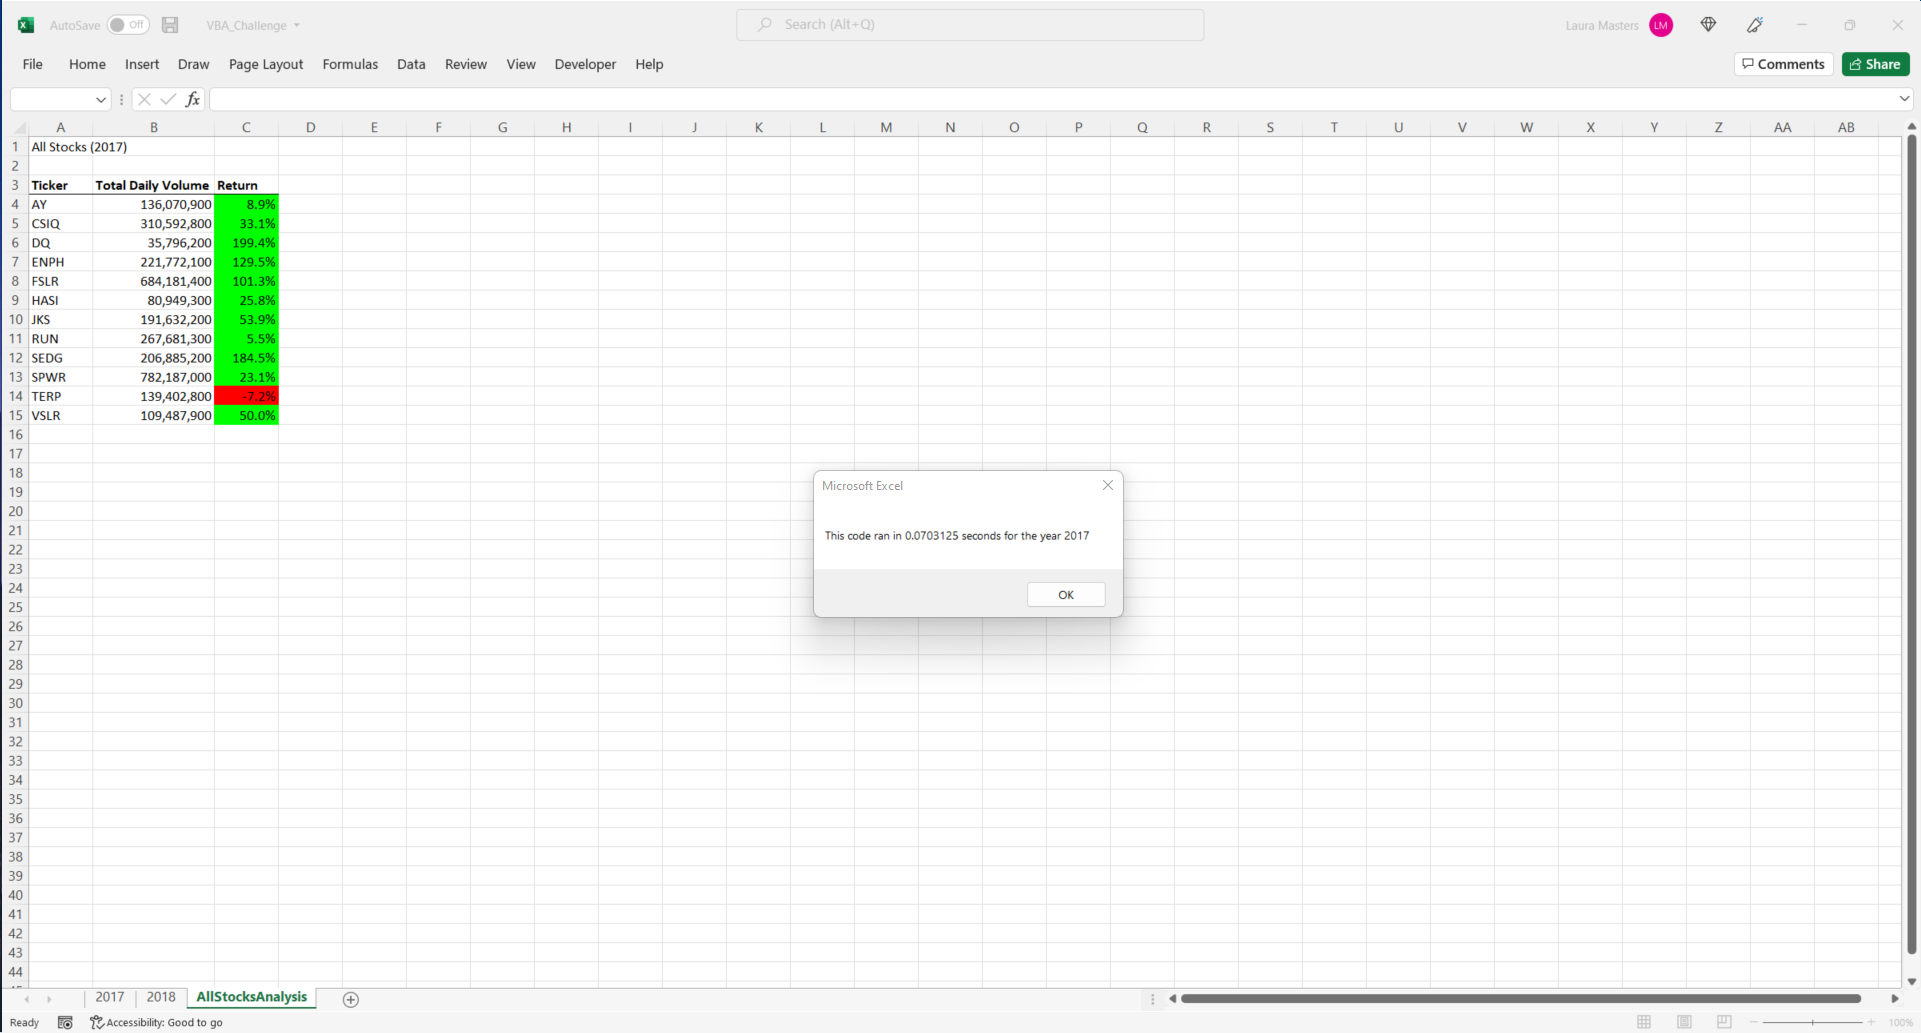 AutoSave Off VBA_Challenge Search (Alt+Q) Laura Masters LM
File Home Insert Draw Page Layout Formulas Data Review View Developer Help Comments Share
fx
A B C D E F G H I J K L M N O P Q R S T U V W X Y Z AA AB
1 All Stocks (2017)
2
3 Ticker Total Daily Volume Return
4 AY 136,070,900 8.9%
5 CSIQ 310,592,800 33.1%
6 DQ 35,796,200 199.4%
7 ENPH 221,772,100 129.5%
8 FSLR 684,181,400 101.3%
9 HASI 80,949,300 25.8%
10 JKS 191,632,200 53.9%
11 RUN 267,681,300 5.5%
12 SEDG 206,885,200 184.5%
13 SPWR 782,187,000 23.1%
14 TERP 139,402,800 -7.2%
15 VSLR 109,487,900 50.0%
16
17
18
19
20
21
22
23
24
25
26
27
28
29
30
31
32
33
34
35
36
37
38
39
40
41
42
43
44
Microsoft Excel
This code ran in 0.0703125 seconds for the year 2017
OK
2017 2018 AllStocksAnalysis
Ready Accessibility: Good to go 100%